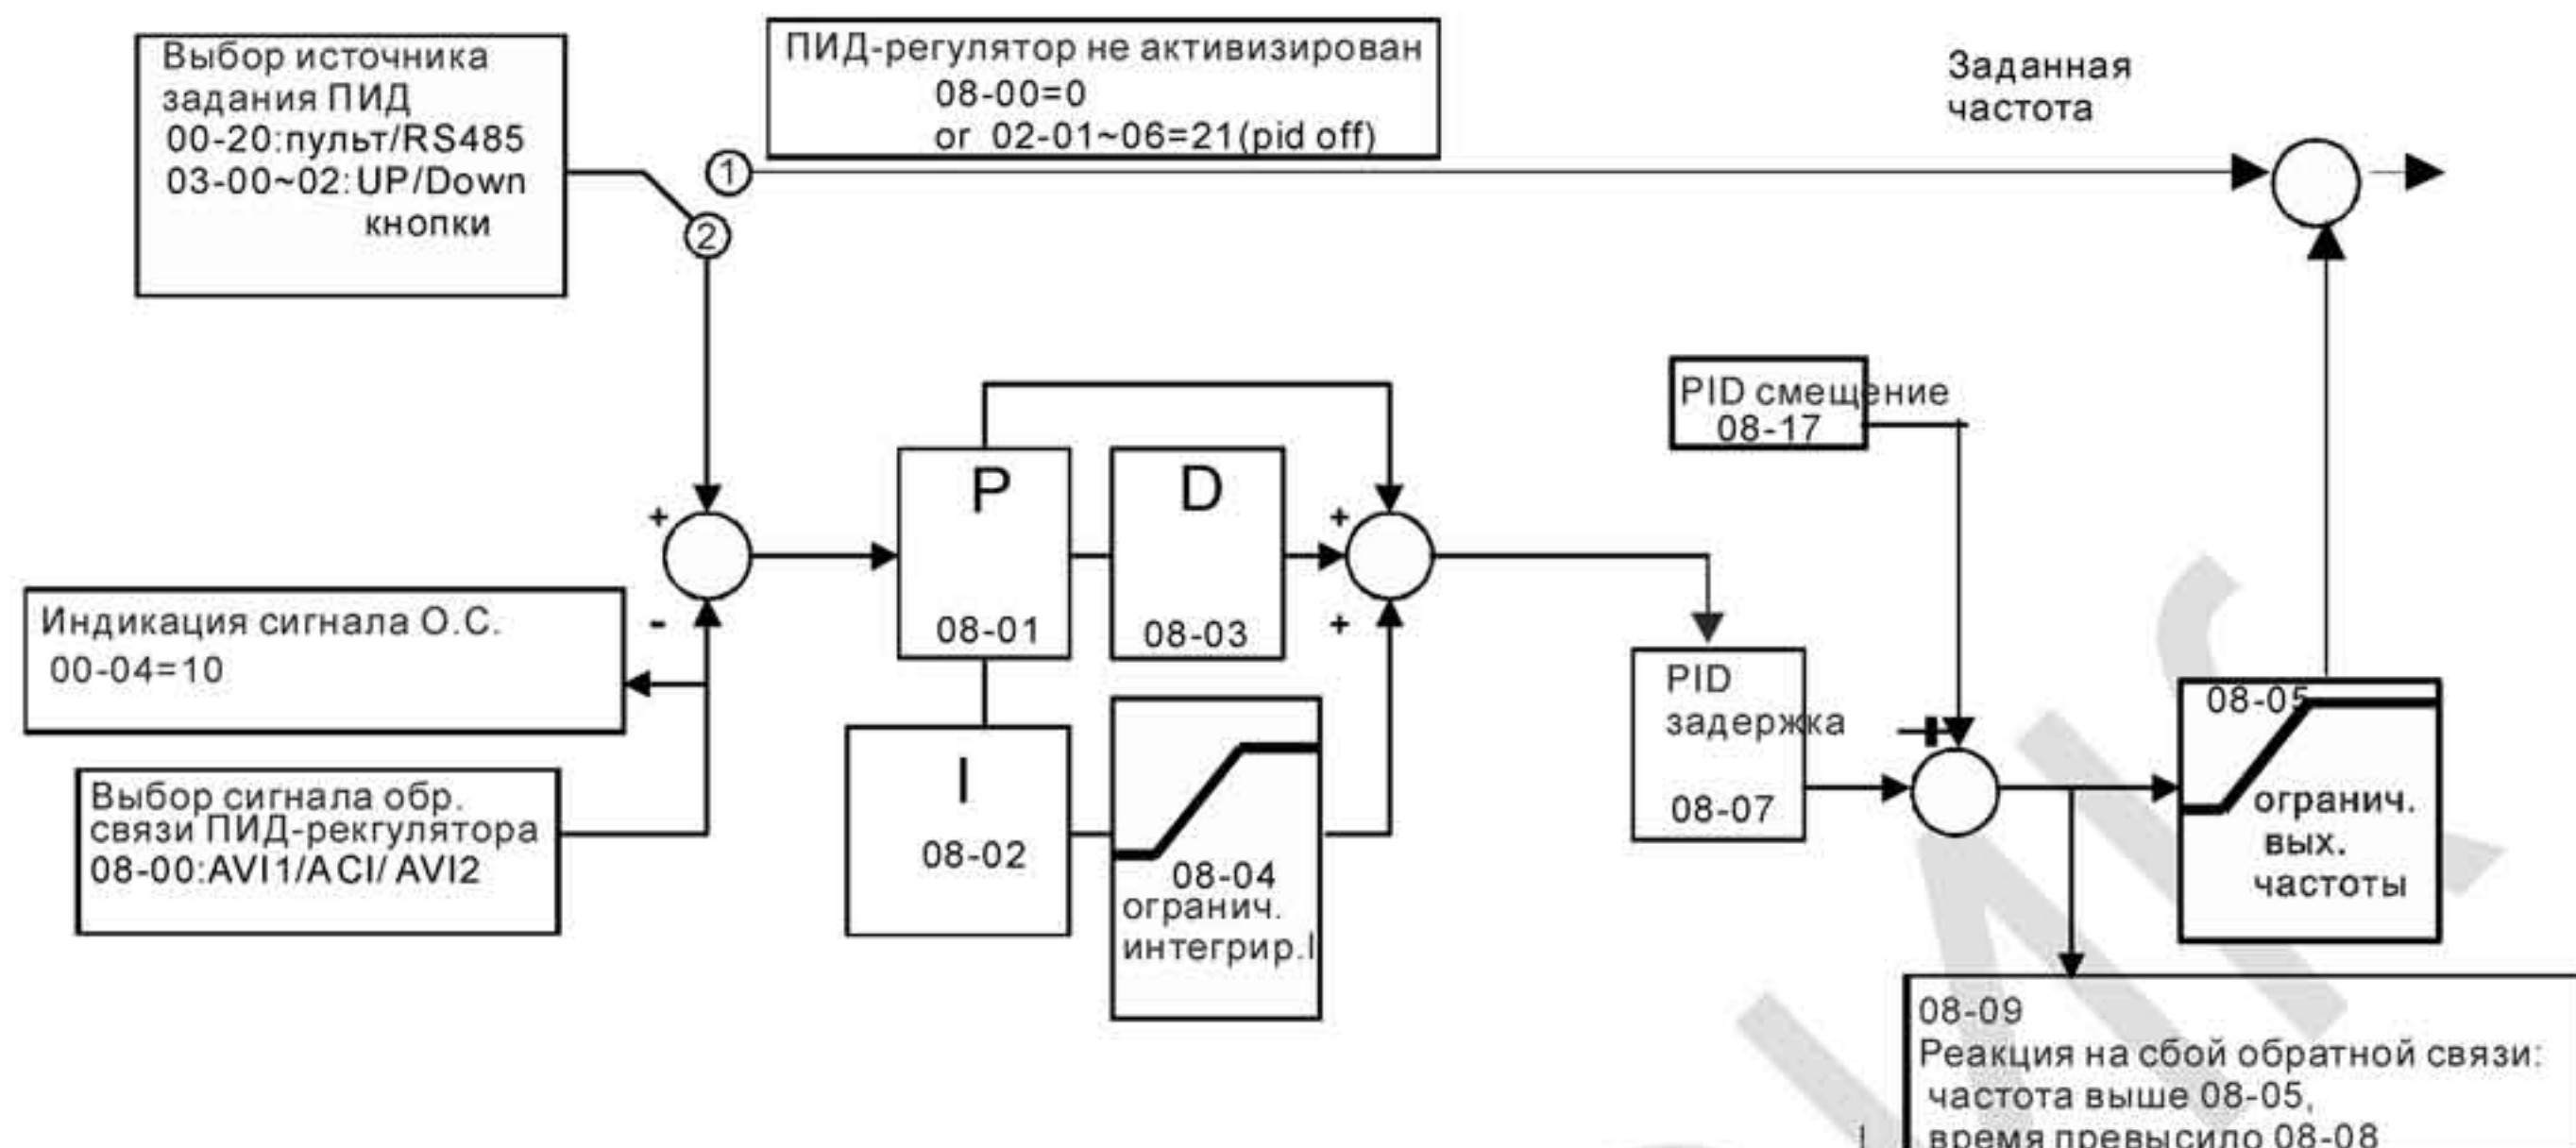 Выбор источника
задания ПИД
00-20:пульт/RS485
03-00~02:UP/Down
кнопки
ПИД-регулятор не активизирован
08-00=0
or 02-01~06=21(pid off)
Заданная
частота
1
2
PID смещение
08-17
+
-
Индикация сигнала О.С.
00-04=10
Выбор сигнала обр.
связи ПИД-рекгулятора
08-00:AVI1/ACI/ AVI2
P
08-01
D
08-03
+
+
I
08-02
08-04
огранич.
интегрир.I
PID
задержка
08-07
08-05
огранич.
вых.
частоты
08-09
Реакция на сбой обратной связи:
частота выше 08-05,
время превысило 08-08